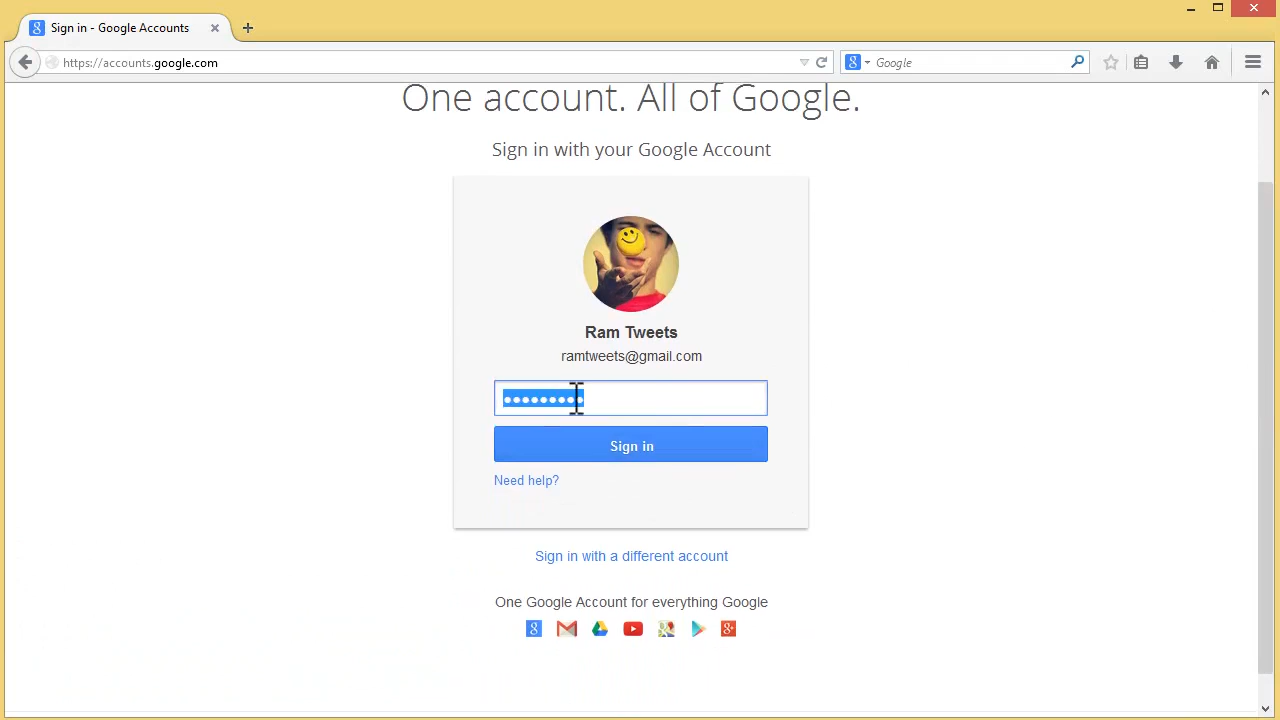 Sign in - Google Accounts
https://accounts.google.com
Google
One account. All of Google.
Sign in with your Google Account
Ram Tweets
ramtweets@gmail.com
•••••••••
Sign in
Need help?
Sign in with a different account
One Google Account for everything Google